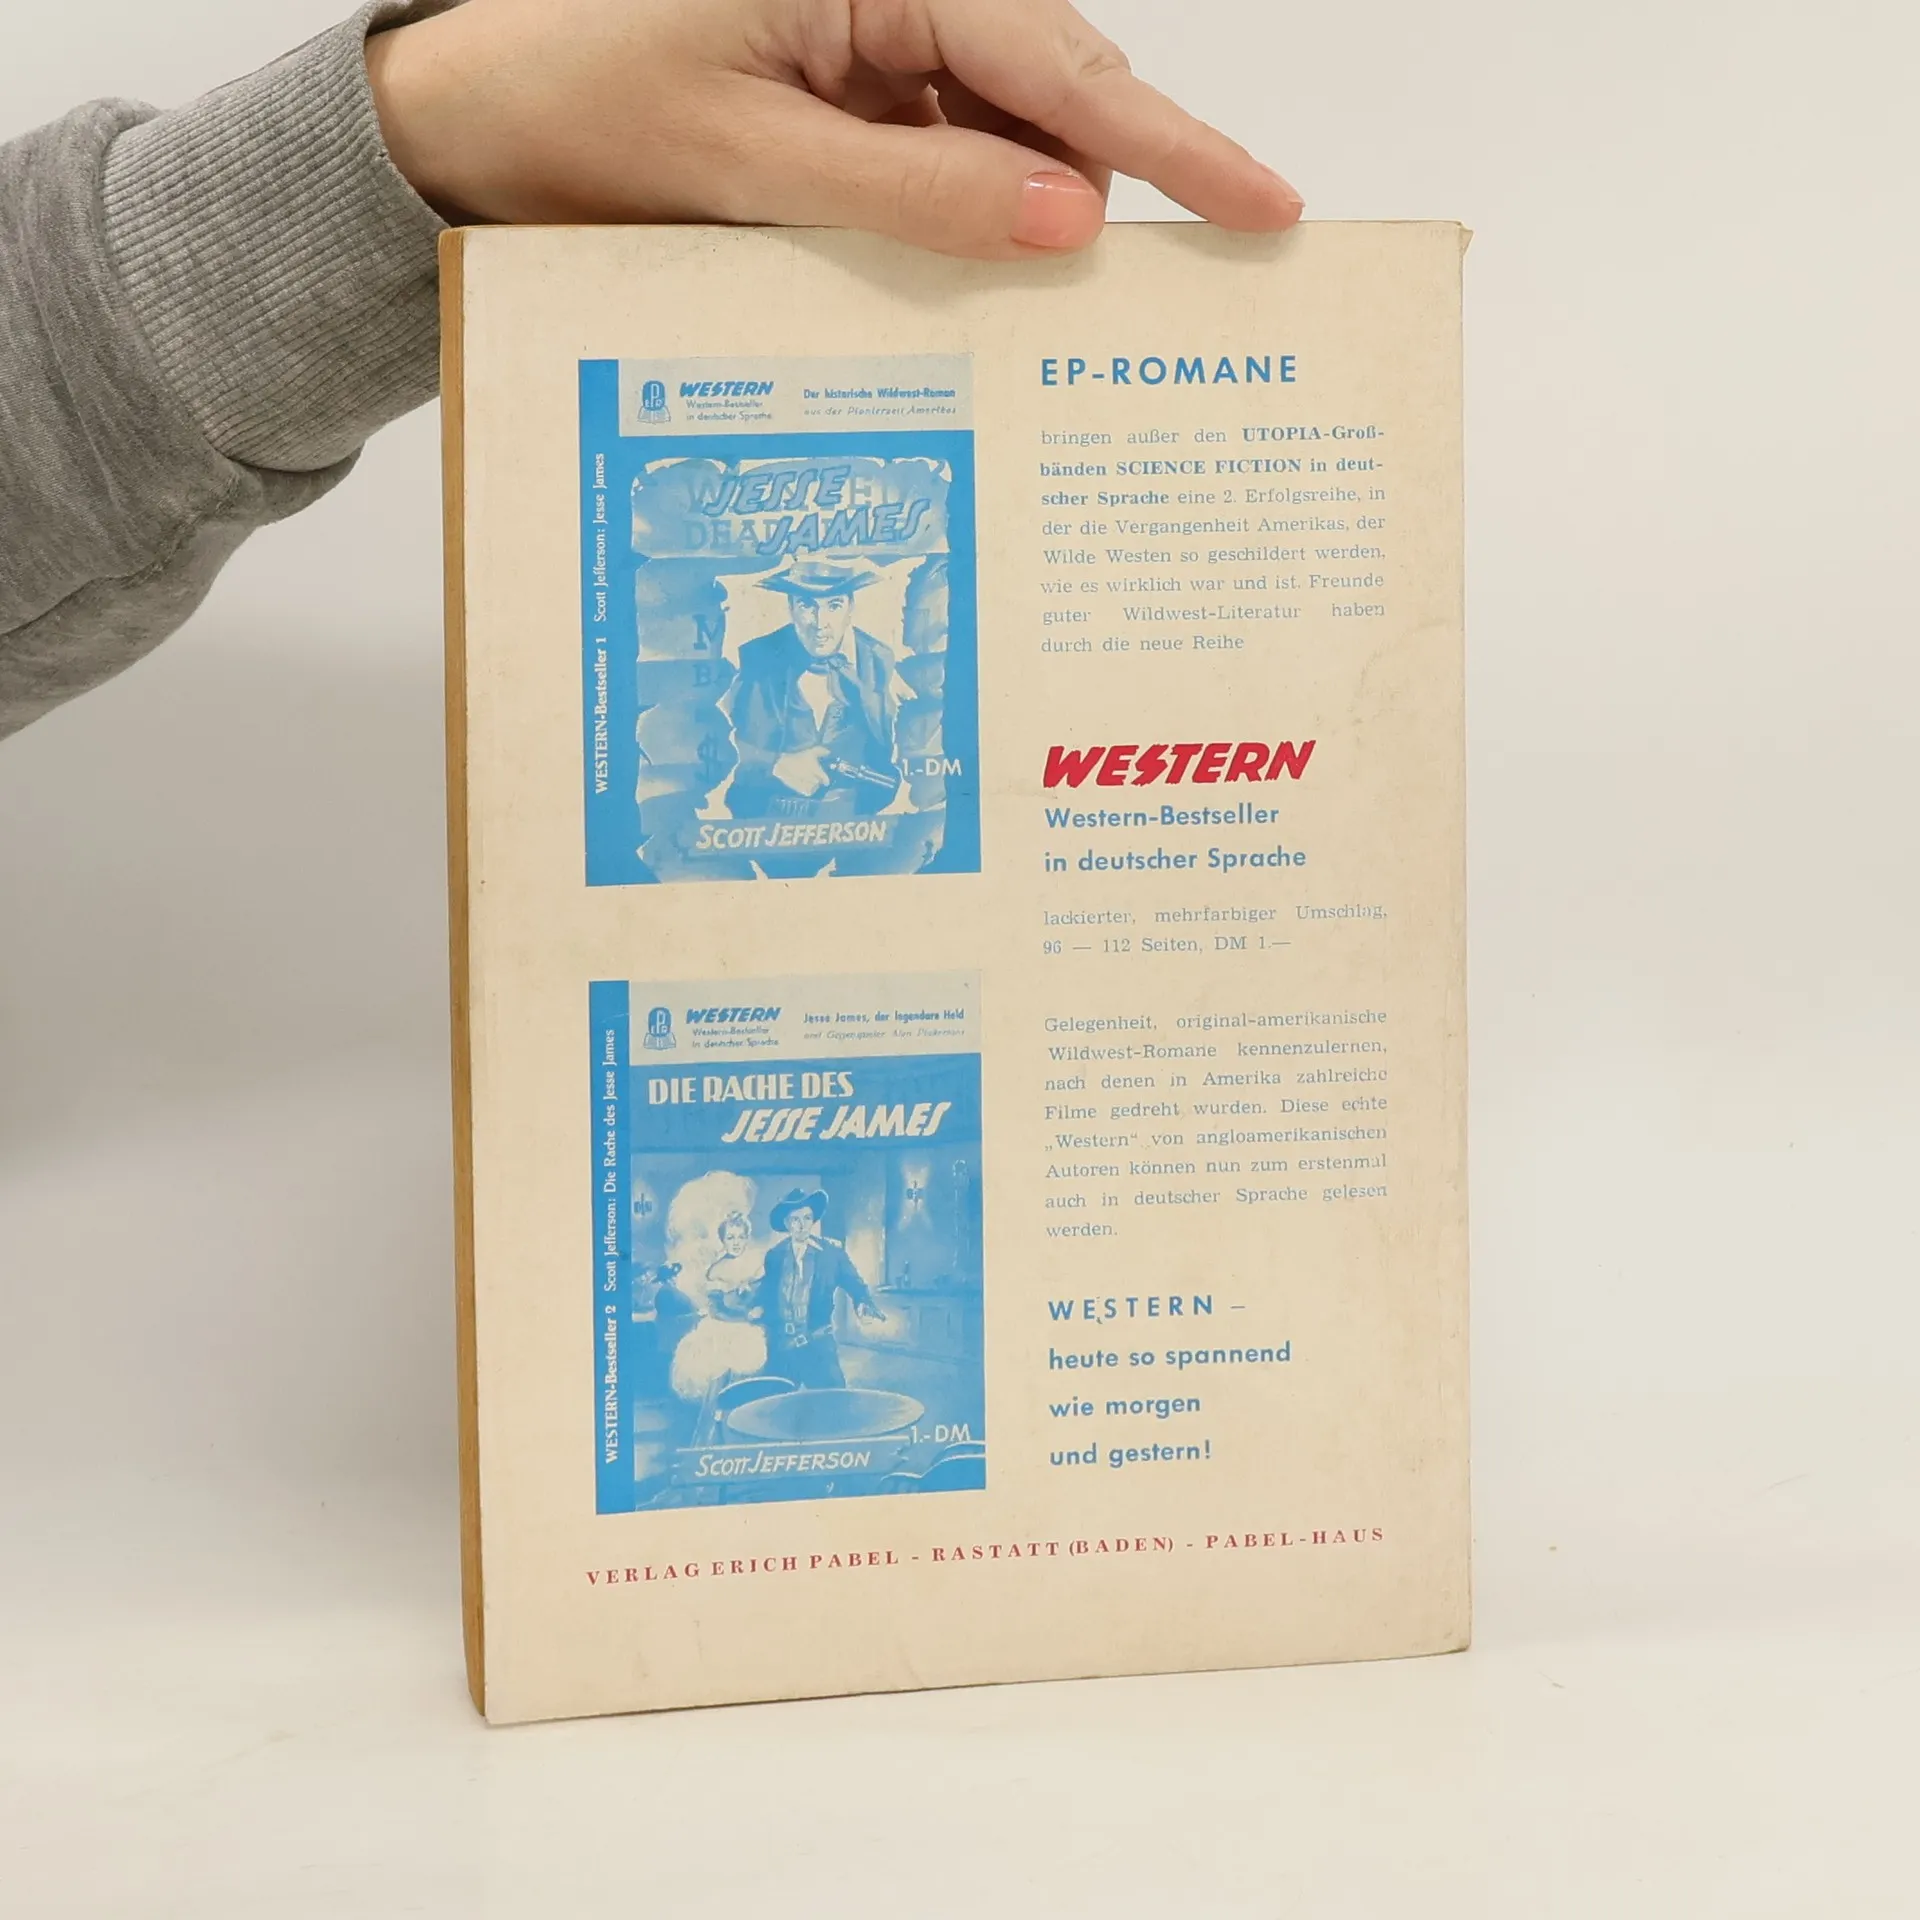 WESTERN-Bestseller 1 Scott Jefferson: Jesse James
EPR
WESTERN
Western-Bestseller
in deutscher Sprache
Der historische Wildwest-Roman
aus der Pionierzeit Amerikas
JESSE
JAMES
1.-DM
SCOTT JEFFERSON
WESTERN-Bestseller 2 Scott Jefferson: Die Rache des Jesse James
EPR
WESTERN
Western-Bestseller
in deutscher Sprache
Jesse James, der legendäre Held
und Gegenspieler Alan Pinkertons
DIE RACHE DES
JESSE JAMES
1.-DM
SCOTT JEFFERSON
EP-ROMANE
bringen außer den UTOPIA-Groß-
bänden SCIENCE FICTION in deut-
scher Sprache eine 2. Erfolgsreihe, in
der die Vergangenheit Amerikas, der
Wilde Westen so geschildert werden,
wie es wirklich war und ist. Freunde
guter Wildwest-Literatur haben
durch die neue Reihe
WESTERN
Western-Bestseller
in deutscher Sprache
lackierter, mehrfarbiger Umschlag,
96 — 112 Seiten, DM 1.—
Gelegenheit, original-amerikanische
Wildwest-Romane kennenzulernen,
nach denen in Amerika zahlreiche
Filme gedreht wurden. Diese echte
„Western“ von angloamerikanischen
Autoren können nun zum erstenmal
auch in deutscher Sprache gelesen
werden.
WESTERN –
heute so spannend
wie morgen
und gestern!
VERLAG ERICH PABEL - RASTATT (BADEN) - PABEL-HAUS